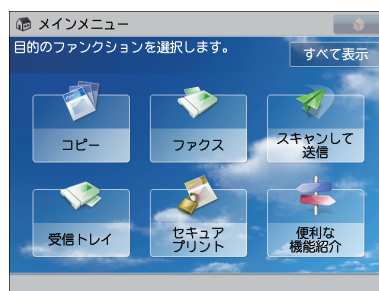 メインメニュー
目的のファンクションを選択します。
すべて表示
コピー
ファクス
スキャンして
送信
受信トレイ
セキュア
プリント
便利な
機能紹介